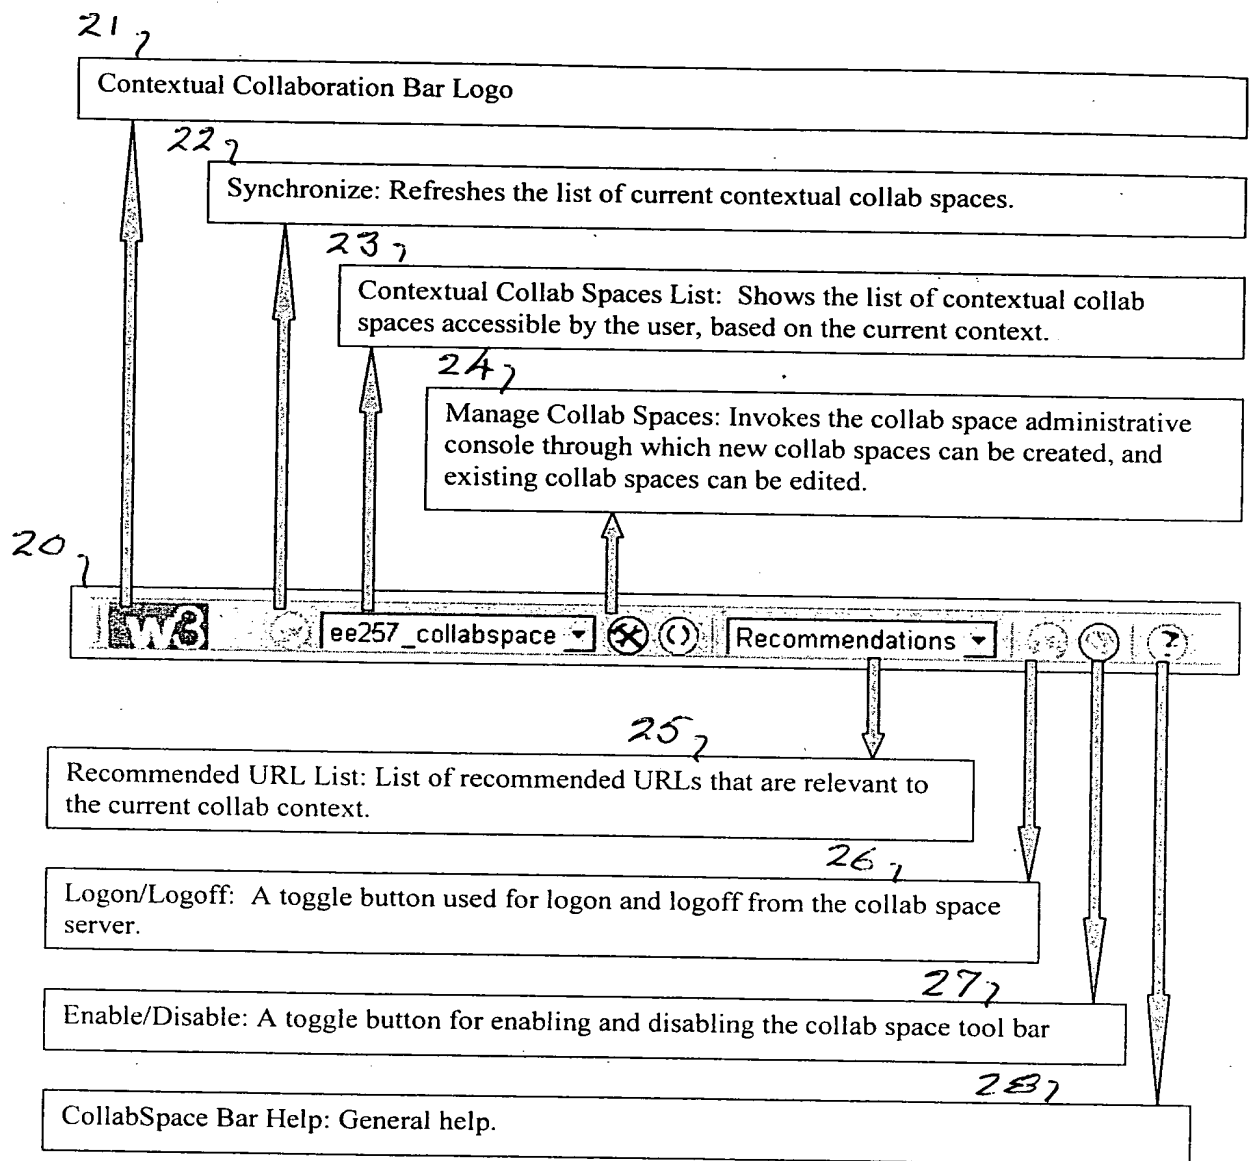 21
Contextual Collaboration Bar Logo
22
Synchronize: Refreshes the list of current contextual collab spaces.
23
Contextual Collab Spaces List: Shows the list of contextual collab
spaces accessible by the user, based on the current context.
24
Manage Collab Spaces: Invokes the collab space administrative
console through which new collab spaces can be created, and
existing collab spaces can be edited.
20
w3
ee257_collabspace
Recommendations
?
25
Recommended URL List: List of recommended URLs that are relevant to
the current collab context.
26
Logon/Logoff: A toggle button used for logon and logoff from the collab space
server.
27
Enable/Disable: A toggle button for enabling and disabling the collab space tool bar
28
CollabSpace Bar Help: General help.